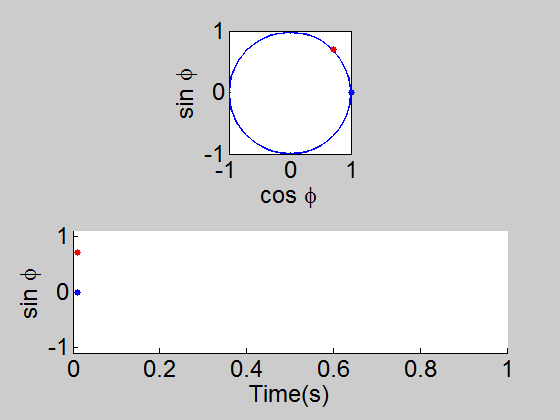 1
sin ϕ
0
-1
-1 0 1
cos ϕ
1
sin ϕ
0
-1
0 0.2 0.4 0.6 0.8 1
Time(s)